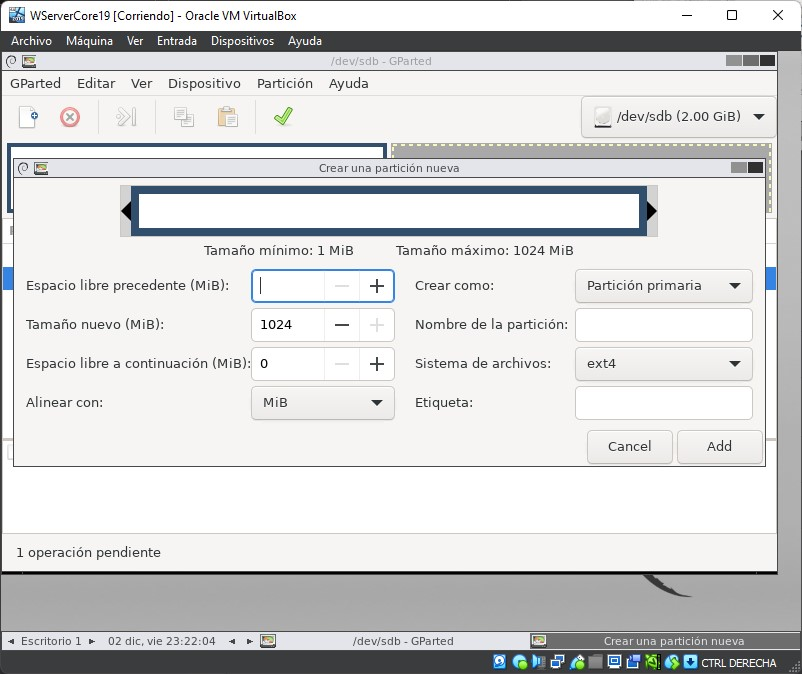 WServerCore19 [Corriendo] - Oracle VM VirtualBox
Archivo Máquina Ver Entrada Dispositivos Ayuda
/dev/sdb - GParted
GParted Editar Ver Dispositivo Partición Ayuda
/dev/sdb (2.00 GiB)
Crear una partición nueva
Tamaño mínimo: 1 MiB Tamaño máximo: 1024 MiB
Espacio libre precedente (MiB): Crear como: Partición primaria
Tamaño nuevo (MiB): 1024 Nombre de la partición:
Espacio libre a continuación (MiB): 0 Sistema de archivos: ext4
Alinear con: MiB Etiqueta:
Cancel Add
1 operación pendiente
Escritorio 1 02 dic, vie 23:22:04 /dev/sdb - GParted Crear una partición nueva
CTRL DERECHA